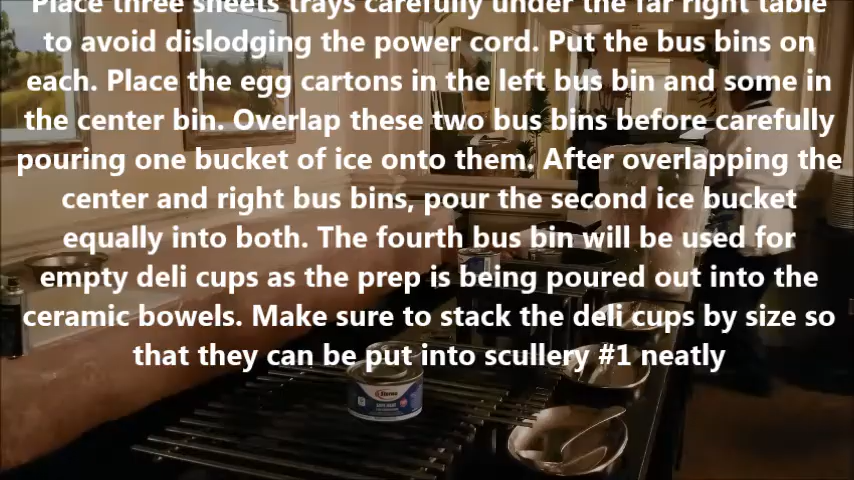 Place three sheets trays carefully under the far right table
to avoid dislodging the power cord. Put the bus bins on
each. Place the egg cartons in the left bus bin and some in
the center bin. Overlap these two bus bins before carefully
pouring one bucket of ice onto them. After overlapping the
center and right bus bins, pour the second ice bucket
equally into both. The fourth bus bin will be used for
empty deli cups as the prep is being poured out into the
ceramic bowels. Make sure to stack the deli cups by size so
that they can be put into scullery #1 neatly
Sterno